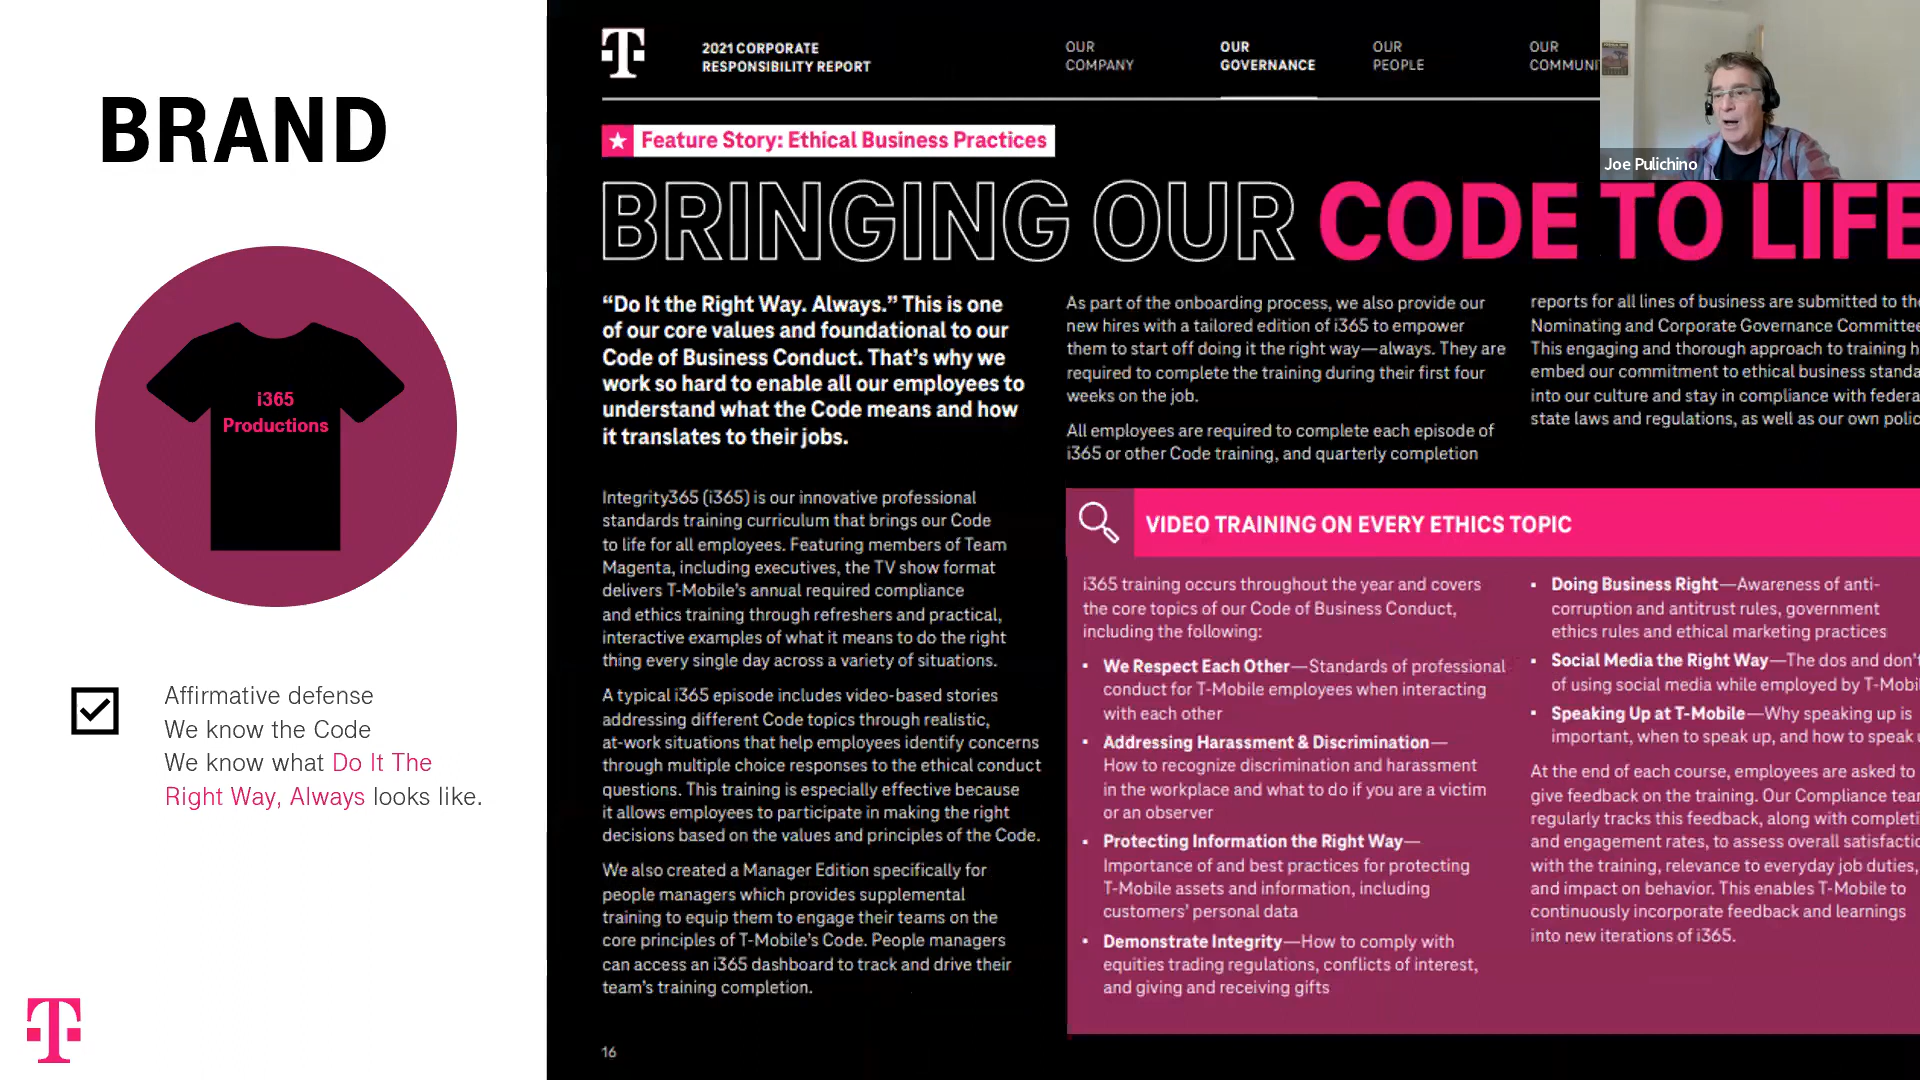 BRAND
i365
Productions
Affirmative defense
We know the Code
We know what Do It The
Right Way, Always looks like.
2021 CORPORATE
RESPONSIBILITY REPORT
OUR
COMPANY
OUR
GOVERNANCE
OUR
PEOPLE
OUR
COMMUNI
Joe Pulichino
Feature Story: Ethical Business Practices
BRINGING OUR CODE TO LIFE
“Do It the Right Way. Always.” This is one
of our core values and foundational to our
Code of Business Conduct. That’s why we
work so hard to enable all our employees to
understand what the Code means and how
it translates to their jobs.
Integrity365 (i365) is our innovative professional
standards training curriculum that brings our Code
to life for all employees. Featuring members of Team
Magenta, including executives, the TV show format
delivers T-Mobile’s annual required compliance
and ethics training through refreshers and practical,
interactive examples of what it means to do the right
thing every single day across a variety of situations.
A typical i365 episode includes video-based stories
addressing different Code topics through realistic,
at-work situations that help employees identify concerns
through multiple choice responses to the ethical conduct
questions. This training is especially effective because
it allows employees to participate in making the right
decisions based on the values and principles of the Code.
We also created a Manager Edition specifically for
people managers which provides supplemental
training to equip them to engage their teams on the
core principles of T-Mobile’s Code. People managers
can access an i365 dashboard to track and drive their
team’s training completion.
16
As part of the onboarding process, we also provide our
new hires with a tailored edition of i365 to empower
them to start off doing it the right way—always. They are
required to complete the training during their first four
weeks on the job.
All employees are required to complete each episode of
i365 or other Code training, and quarterly completion
reports for all lines of business are submitted to the
Nominating and Corporate Governance Committee
This engaging and thorough approach to training h
embed our commitment to ethical business standa
into our culture and stay in compliance with federa
state laws and regulations, as well as our own polic
VIDEO TRAINING ON EVERY ETHICS TOPIC
i365 training occurs throughout the year and covers
the core topics of our Code of Business Conduct,
including the following:
▪ We Respect Each Other—Standards of professional
conduct for T-Mobile employees when interacting
with each other
▪ Addressing Harassment & Discrimination—
How to recognize discrimination and harassment
in the workplace and what to do if you are a victim
or an observer
▪ Protecting Information the Right Way—
Importance of and best practices for protecting
T-Mobile assets and information, including
customers’ personal data
▪ Demonstrate Integrity—How to comply with
equities trading regulations, conflicts of interest,
and giving and receiving gifts
▪ Doing Business Right—Awareness of anti-
corruption and antitrust rules, government
ethics rules and ethical marketing practices
▪ Social Media the Right Way—The dos and don’t
of using social media while employed by T-Mobil
▪ Speaking Up at T-Mobile—Why speaking up is
important, when to speak up, and how to speak u
At the end of each course, employees are asked to
give feedback on the training. Our Compliance tear
regularly tracks this feedback, along with completi
and engagement rates, to assess overall satisfactio
with the training, relevance to everyday job duties,
and impact on behavior. This enables T-Mobile to
continuously incorporate feedback and learnings
into new iterations of i365.